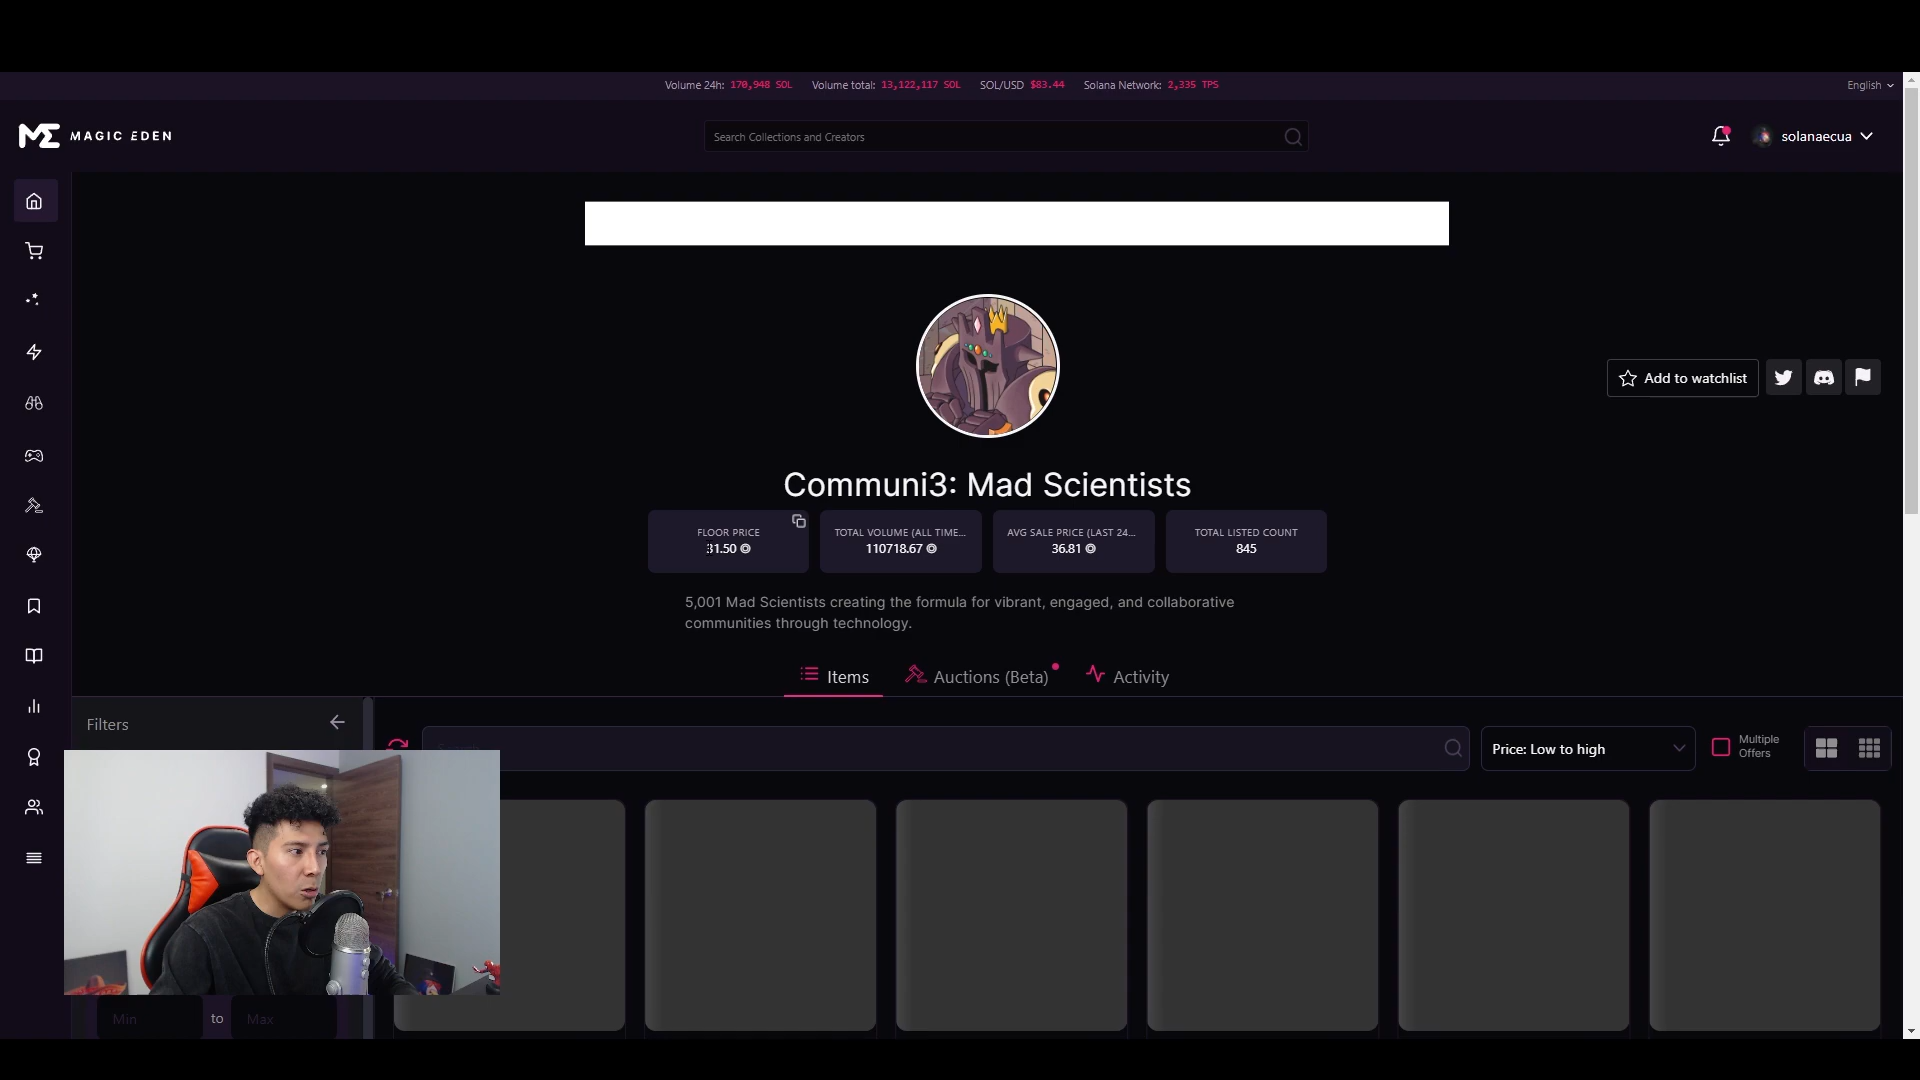 Volume 24h: 170,948 SOL Volume total: 13,122,117 SOL SOL/USD $83.44 Solana Network: 2,335 TPS English
MAGIC EDEN
Search Collections and Creators
solanaecua
Add to watchlist
Communi3: Mad Scientists
FLOOR PRICE
31.50
TOTAL VOLUME (ALL TIME...
110718.67
AVG SALE PRICE (LAST 24...
36.81
TOTAL LISTED COUNT
845
5,001 Mad Scientists creating the formula for vibrant, engaged, and collaborative
communities through technology.
Items
Auctions (Beta)
Activity
Filters
Price: Low to high
Multiple
Offers
Min to Max